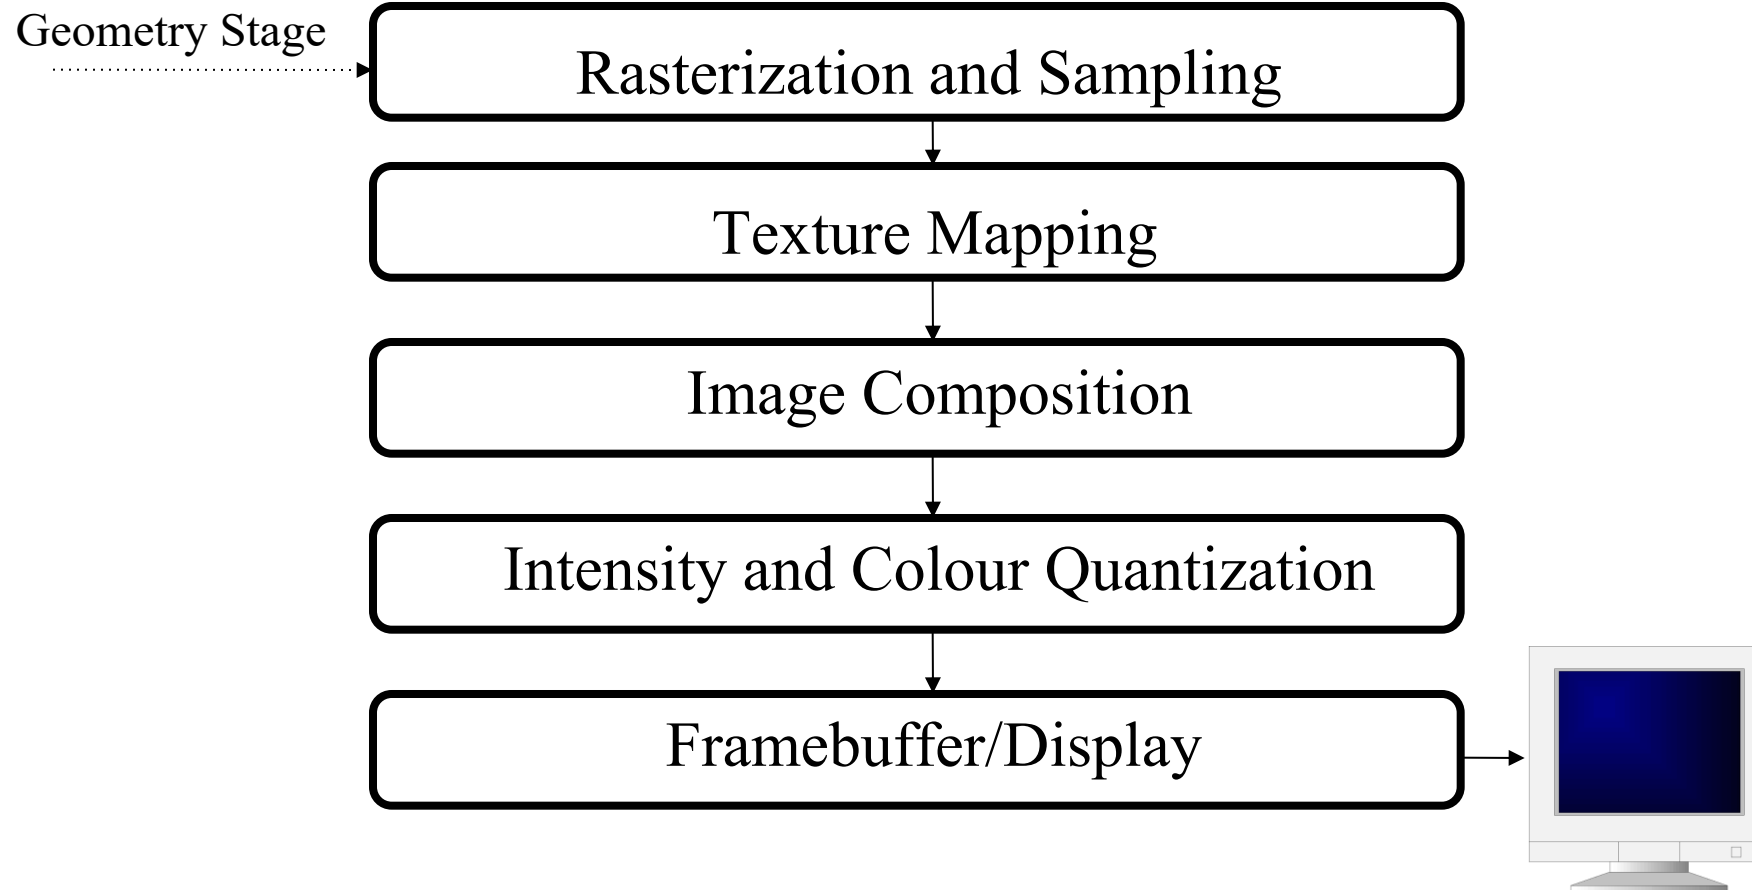 Geometry Stage
Rasterization and Sampling
Texture Mapping
Image Composition
Intensity and Colour Quantization
Framebuffer/Display